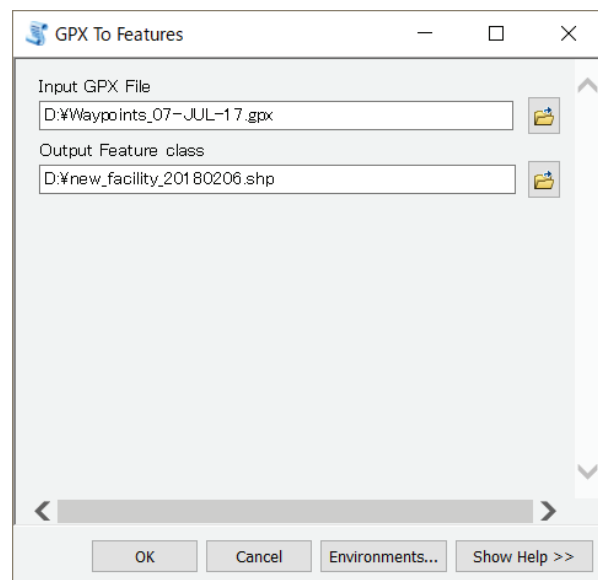 GPX To Features
Input GPX File
D:¥Waypoints_07-JUL-17.gpx
Output Feature class
D:¥new_facility_20180206.shp
OK Cancel Environments... Show Help >>